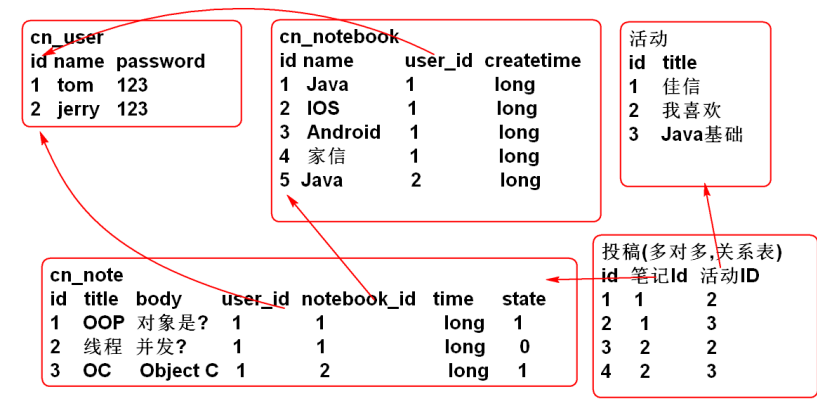 cn_user
id name password
1 tom 123
2 jerry 123
cn_notebook
id name user_id createtime
1 Java 1 long
2 IOS 1 long
3 Android 1 long
4 家信 1 long
5 Java 2 long
活动
id title
1 佳信
2 我喜欢
3 Java基础
cn_note
id title body user_id notebook_id time state
1 OOP 对象是? 1 1 long 1
2 线程 并发? 1 1 long 0
3 OC Object C 1 2 long 1
投稿(多对多,关系表)
id 笔记Id 活动ID
1 1 2
2 1 3
3 2 2
4 2 3